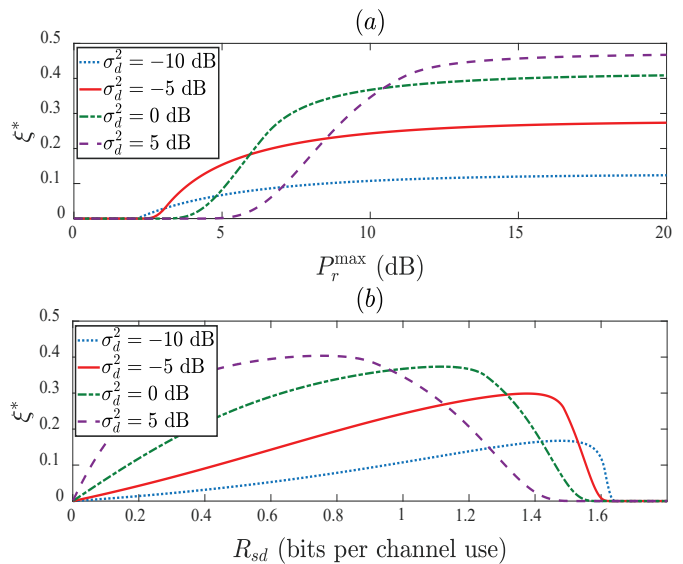 (a)
0.5
0.4
0.3
0.2
0.1
0
ξ*
σ_d^2 = −10 dB
σ_d^2 = −5 dB
σ_d^2 = 0 dB
σ_d^2 = 5 dB
0 5 10 15 20
P_r^max (dB)
(b)
0.5
0.4
0.3
0.2
0.1
0
ξ*
σ_d^2 = −10 dB
σ_d^2 = −5 dB
σ_d^2 = 0 dB
σ_d^2 = 5 dB
0 0.2 0.4 0.6 0.8 1 1.2 1.4 1.6
R_sd (bits per channel use)